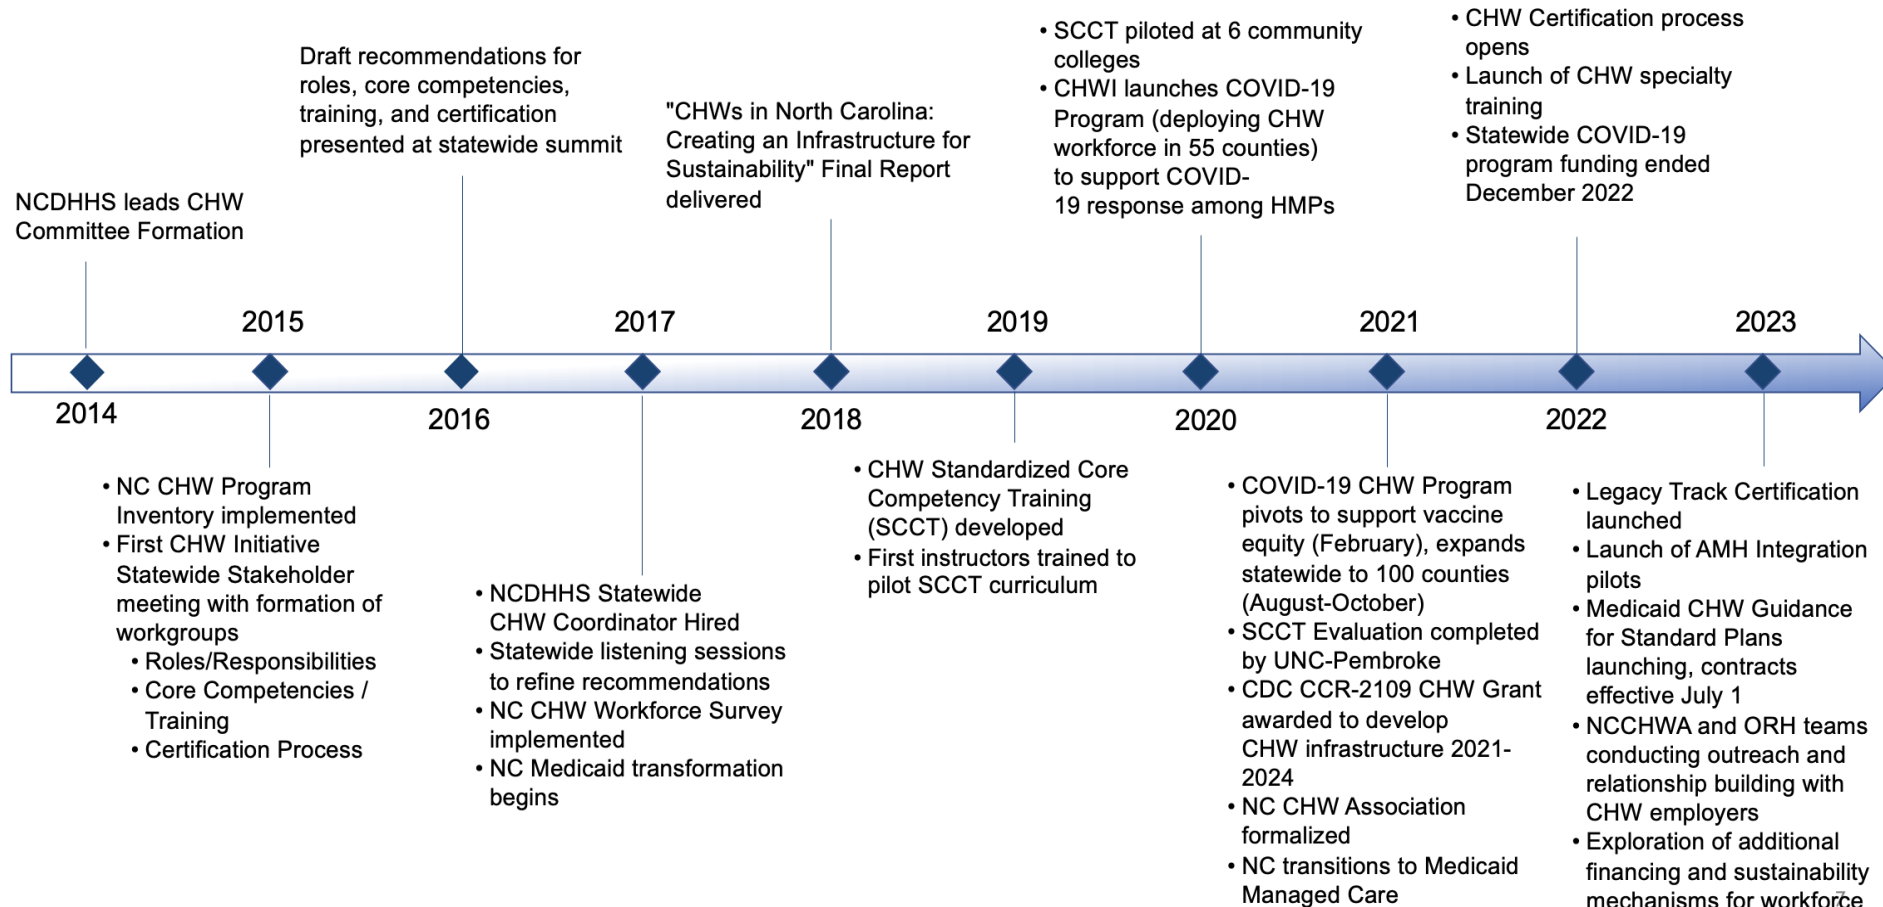 NCDHHS leads CHW
Committee Formation
2014
2015
• NC CHW Program
Inventory implemented
• First CHW Initiative
Statewide Stakeholder
meeting with formation of
workgroups
• Roles/Responsibilities
• Core Competencies /
Training
• Certification Process
Draft recommendations for
roles, core competencies,
training, and certification
presented at statewide summit
2016
2017
• NCDHHS Statewide
CHW Coordinator Hired
• Statewide listening sessions
to refine recommendations
• NC CHW Workforce Survey
implemented
• NC Medicaid transformation
begins
"CHWs in North Carolina:
Creating an Infrastructure for
Sustainability" Final Report
delivered
2018
2019
• CHW Standardized Core
Competency Training
(SCCT) developed
• First instructors trained to
pilot SCCT curriculum
• SCCT piloted at 6 community
colleges
• CHWI launches COVID-19
Program (deploying CHW
workforce in 55 counties)
to support COVID-
19 response among HMPs
2020
2021
• COVID-19 CHW Program
pivots to support vaccine
equity (February), expands
statewide to 100 counties
(August-October)
• SCCT Evaluation completed
by UNC-Pembroke
• CDC CCR-2109 CHW Grant
awarded to develop
CHW infrastructure 2021-
2024
• NC CHW Association
formalized
• NC transitions to Medicaid
Managed Care
• CHW Certification process
opens
• Launch of CHW specialty
training
• Statewide COVID-19
program funding ended
December 2022
2022
2023
• Legacy Track Certification
launched
• Launch of AMH Integration
pilots
• Medicaid CHW Guidance
for Standard Plans
launching, contracts
effective July 1
• NCCHWA and ORH teams
conducting outreach and
relationship building with
CHW employers
• Exploration of additional
financing and sustainability
mechanisms for workforce
7